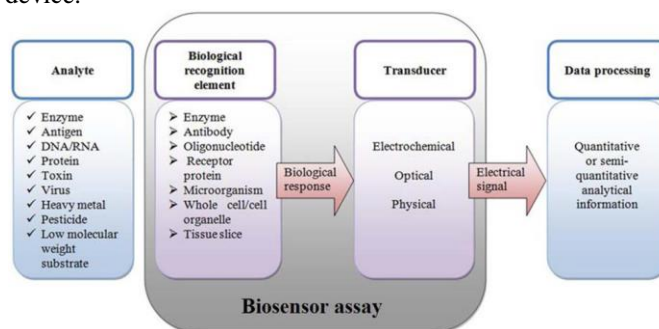 device.
Analyte
Biological
recognition
element
Transducer
Data processing
✓ Enzyme
✓ Antigen
✓ DNA/RNA
✓ Protein
✓ Toxin
✓ Virus
✓ Heavy metal
✓ Pesticide
✓ Low molecular
weight
substrate
➢ Enzyme
➢ Antibody
➢ Oligonucleotide
➢ Receptor
protein
➢ Microorganism
➢ Whole cell/cell
organelle
➢ Tissue slice
Biological
response
Electrochemical
Optical
Physical
Electrical
signal
Quantitative
or semi-
quantitative
analytical
information
Biosensor assay